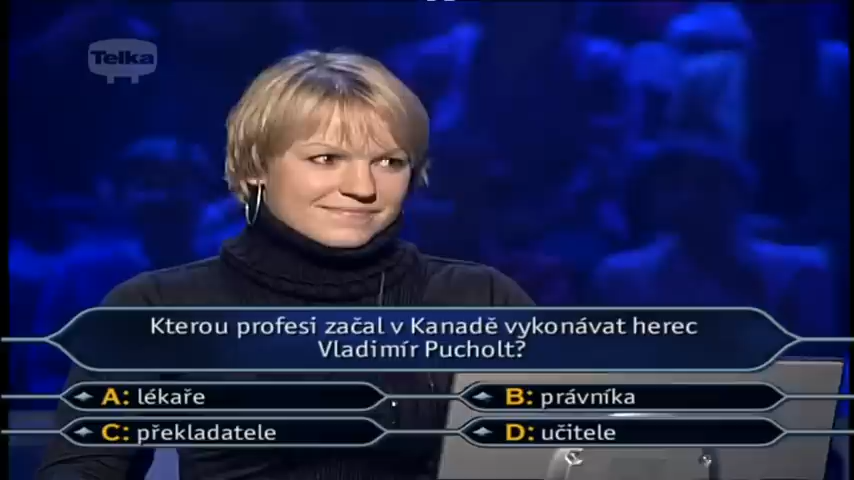 Telka
Kterou profesi začal v Kanadě vykonávat herec
Vladimír Pucholt?
A: lékaře
B: právníka
C: překladatele
D: učitele